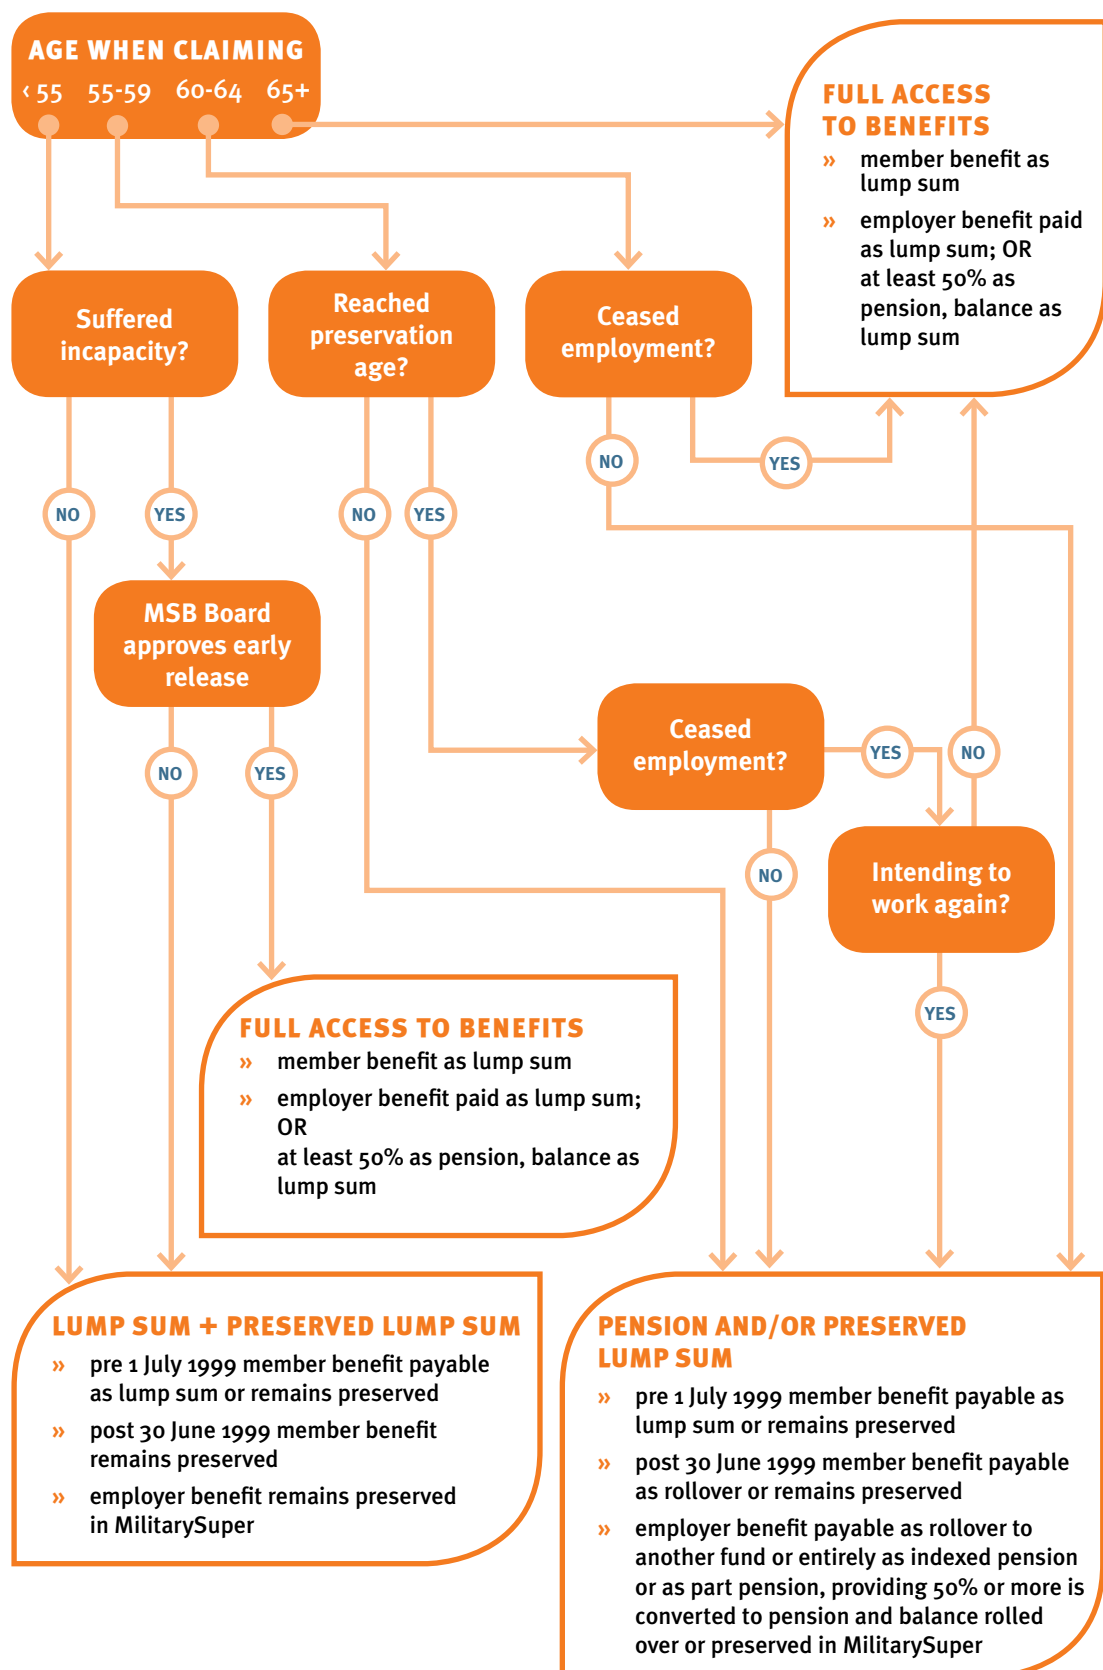 AGE WHEN CLAIMING
‹ 55 55-59 60-64 65+
FULL ACCESS
TO BENEFITS
» member benefit as
lump sum
» employer benefit paid
as lump sum; OR
at least 50% as
pension, balance as
lump sum
Suffered
incapacity?
Reached
preservation
age?
Ceased
employment?
NO
YES
NO
YES
NO
YES
MSB Board
approves early
release
Ceased
employment?
YES
NO
NO
YES
NO
Intending to
work again?
YES
FULL ACCESS TO BENEFITS
» member benefit as lump sum
» employer benefit paid as lump sum;
OR
at least 50% as pension, balance as
lump sum
LUMP SUM + PRESERVED LUMP SUM
» pre 1 July 1999 member benefit payable
as lump sum or remains preserved
» post 30 June 1999 member benefit
remains preserved
» employer benefit remains preserved
in MilitarySuper
PENSION AND/OR PRESERVED
LUMP SUM
» pre 1 July 1999 member benefit payable as
lump sum or remains preserved
» post 30 June 1999 member benefit payable
as rollover or remains preserved
» employer benefit payable as rollover to
another fund or entirely as indexed pension
or as part pension, providing 50% or more is
converted to pension and balance rolled
over or preserved in MilitarySuper